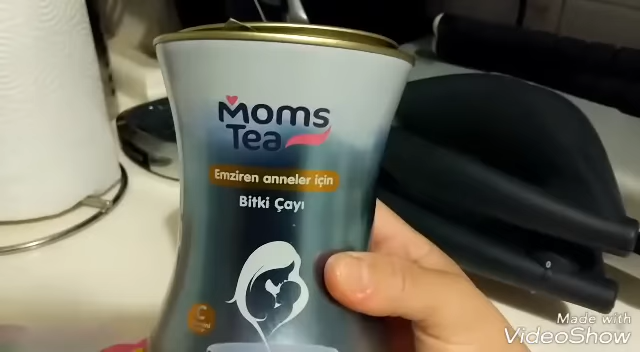 Moms
Tea
Emziren anneler için
Bitki Çayı
C
Made with
VideoShow